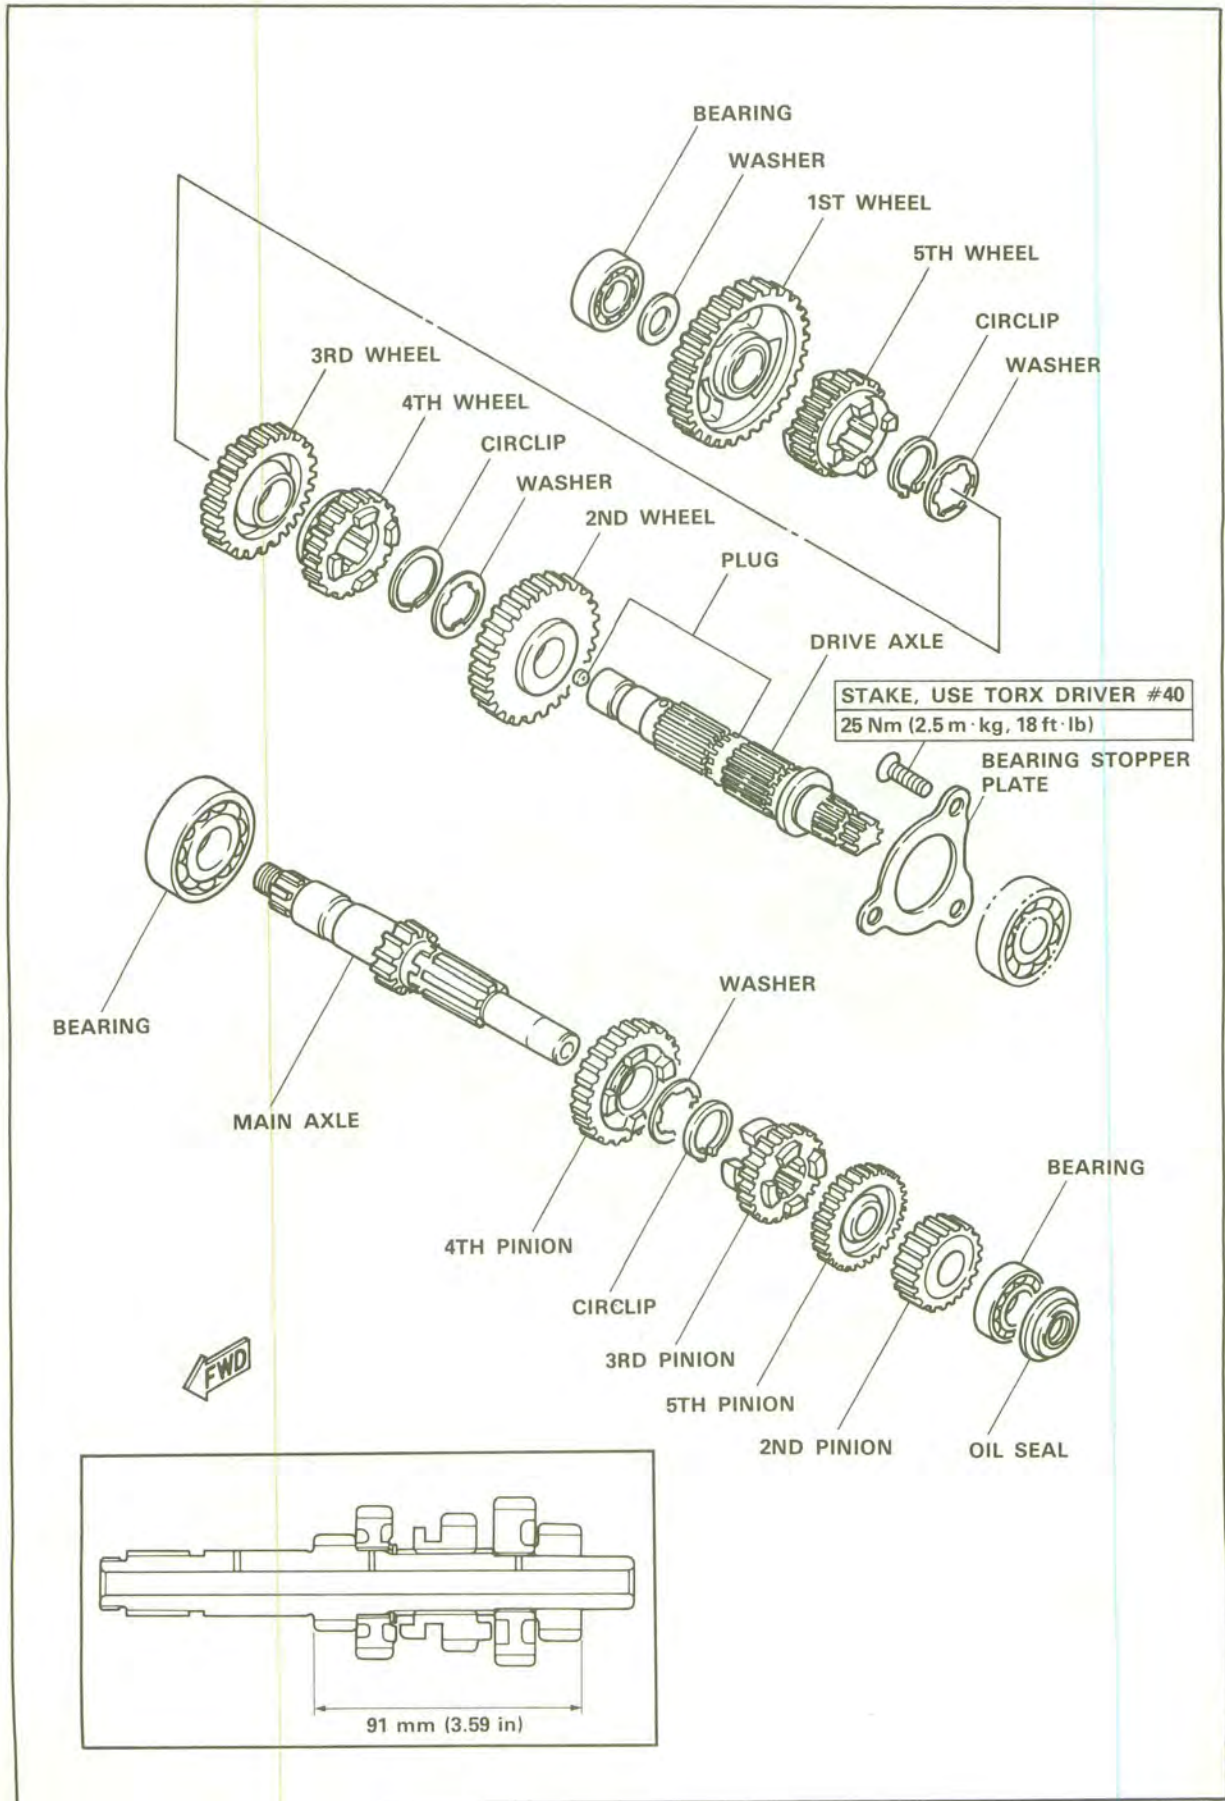 BEARING
WASHER
1ST WHEEL
5TH WHEEL
CIRCLIP
WASHER
3RD WHEEL
4TH WHEEL
CIRCLIP
WASHER
2ND WHEEL
PLUG
DRIVE AXLE
STAKE, USE TORX DRIVER #40
25 Nm (2.5 m·kg, 18 ft·lb)
BEARING STOPPER
PLATE
BEARING
MAIN AXLE
WASHER
4TH PINION
CIRCLIP
3RD PINION
5TH PINION
2ND PINION
BEARING
OIL SEAL
FWD
91 mm (3.59 in)